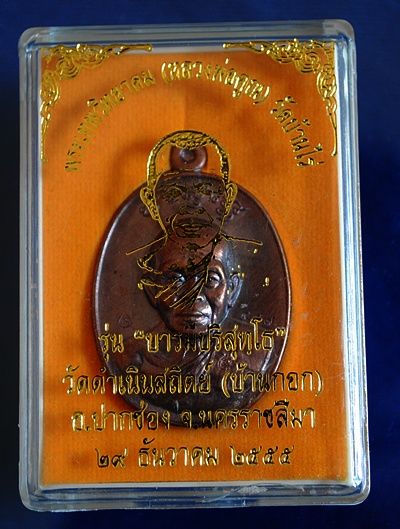 พระเทพวิทยาคม (หลวงพ่อคูณ) วัดบ้านไร่
รุ่น "บารมีปริสุทฺโธ"
วัดดำเนินสถิตย์ (บ้านกอก)
อ.ปากช่อง จ.นครราชสีมา
๒๙ ธันวาคม ๒๕๕๕